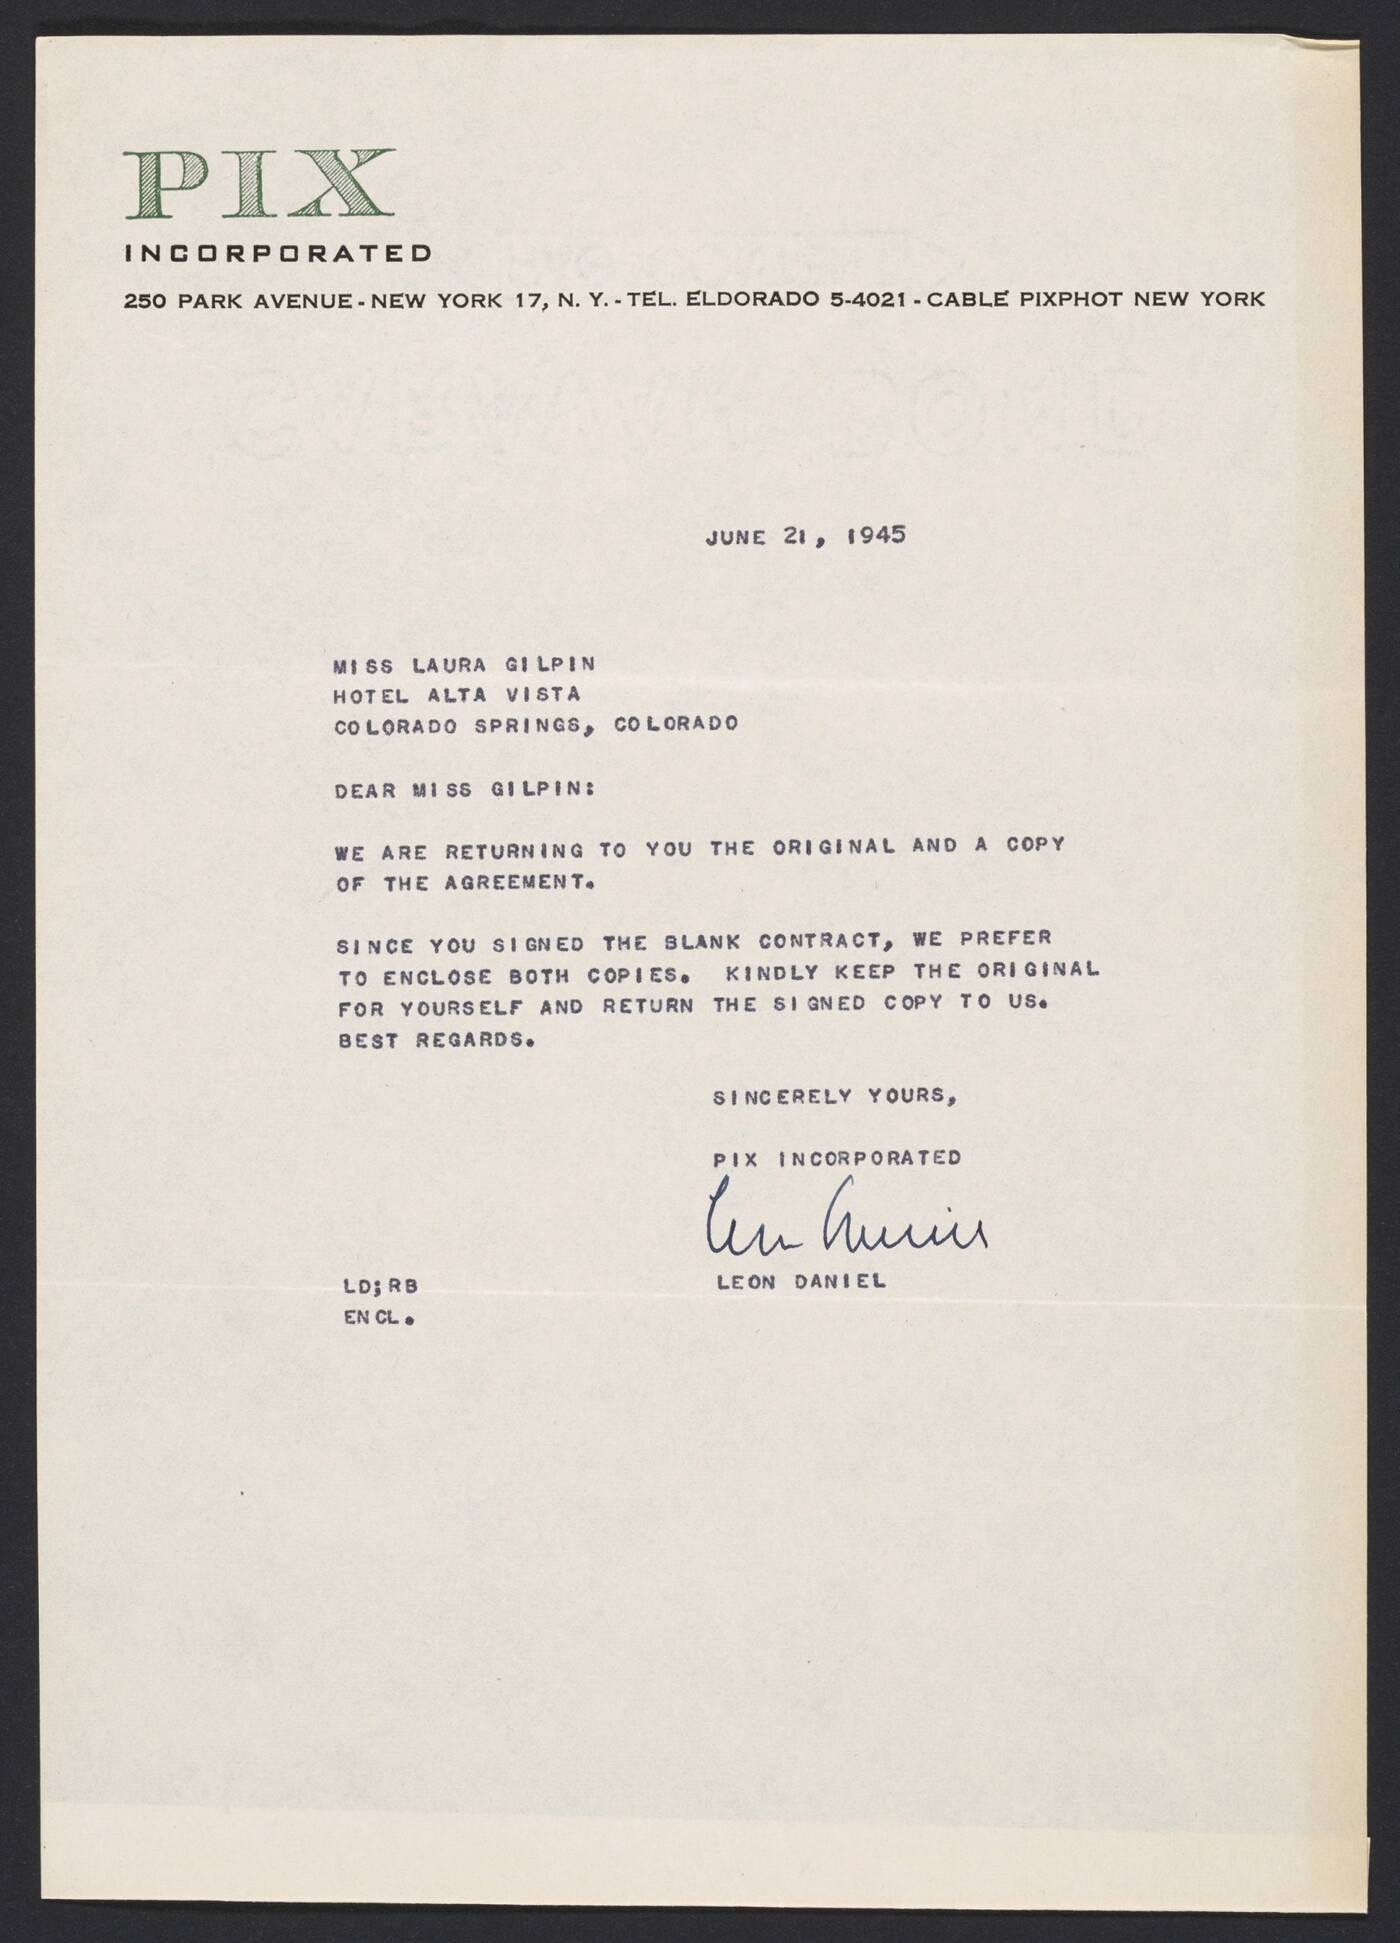 PIX
INCORPORATED
250 PARK AVENUE - NEW YORK 17, N. Y. - TEL. ELDORADO 5-4021 - CABLE PIXPHOT NEW YORK
JUNE 21, 1945
MISS LAURA GILPIN
HOTEL ALTA VISTA
COLORADO SPRINGS, COLORADO
DEAR MISS GILPIN:
WE ARE RETURNING TO YOU THE ORIGINAL AND A COPY
OF THE AGREEMENT.
SINCE YOU SIGNED THE BLANK CONTRACT, WE PREFER
TO ENCLOSE BOTH COPIES. KINDLY KEEP THE ORIGINAL
FOR YOURSELF AND RETURN THE SIGNED COPY TO US.
BEST REGARDS.
SINCERELY YOURS,
PIX INCORPORATED
Leon Daniel
LEON DANIEL
LD;RB
ENCL.